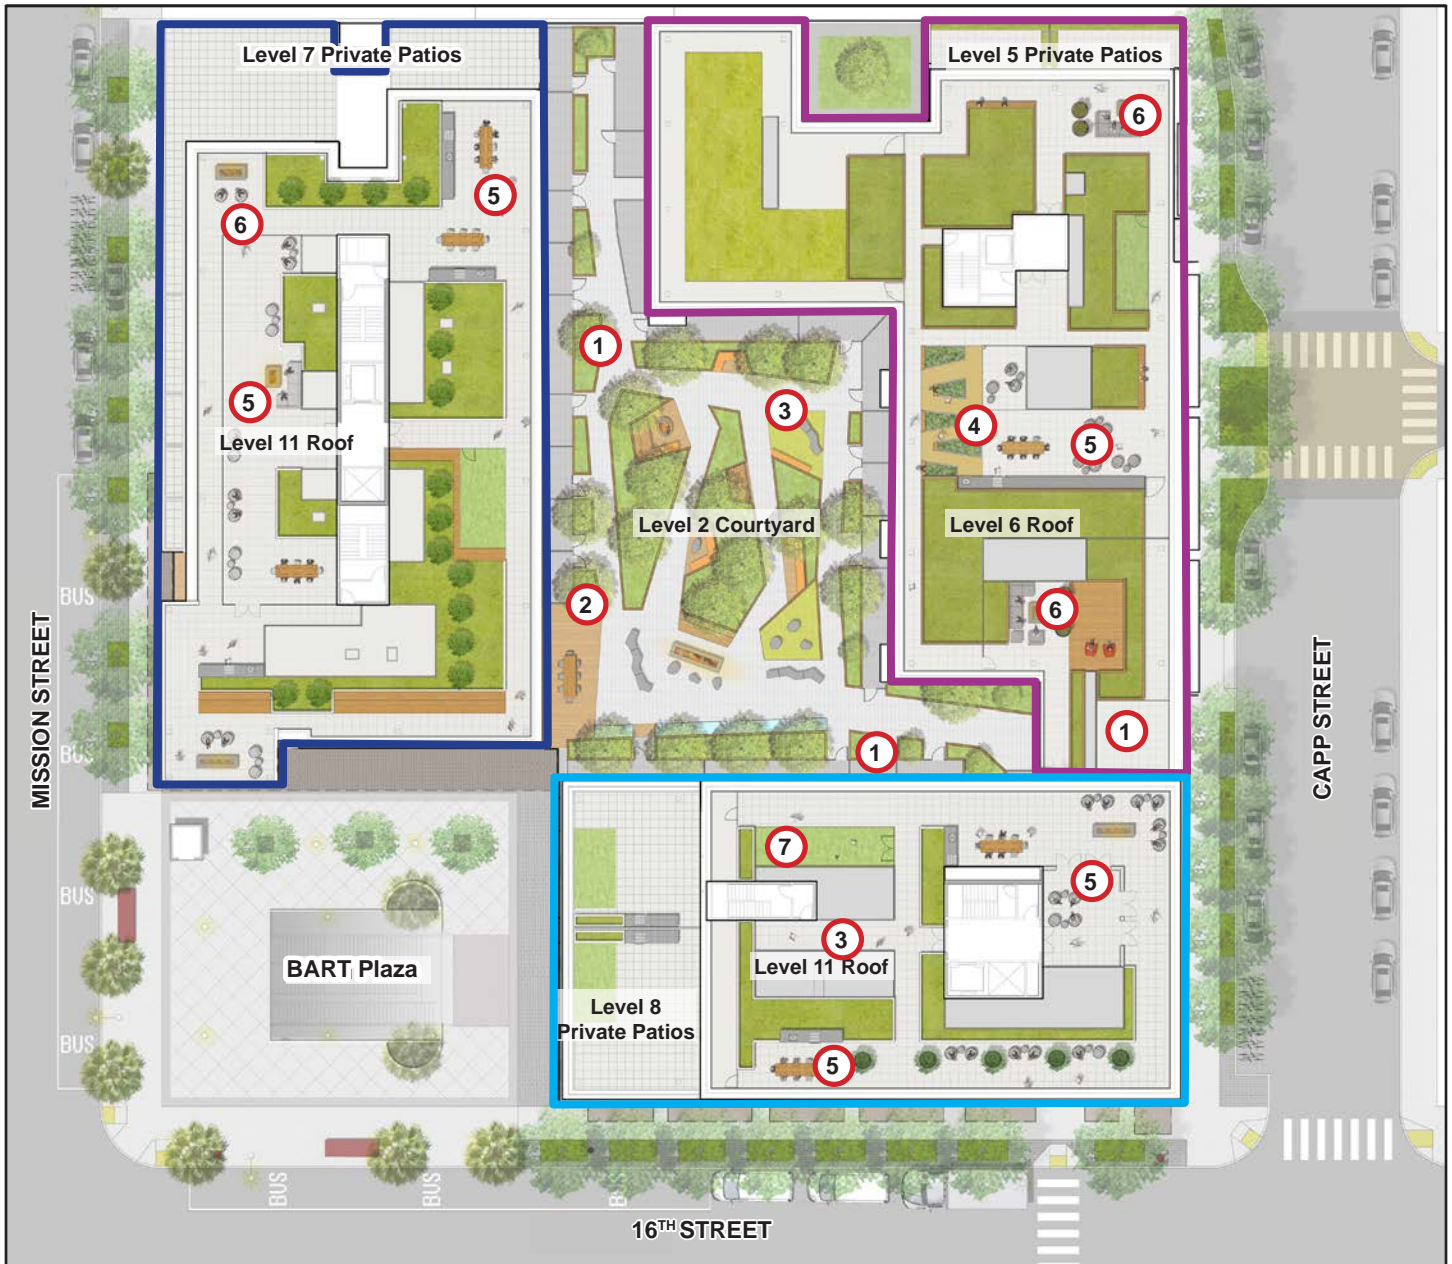 Level 7 Private Patios
Level 5 Private Patios
6
5
6
1
3
5
4
5
Level 11 Roof
Level 2 Courtyard
Level 6 Roof
BUS
2
6
MISSION STREET
CAPP STREET
BUS
1
1
7
5
BUS
3
BART Plaza
Level 11 Roof
Level 8
Private Patios
BUS
5
BUS
BUS
BUS
16TH STREET